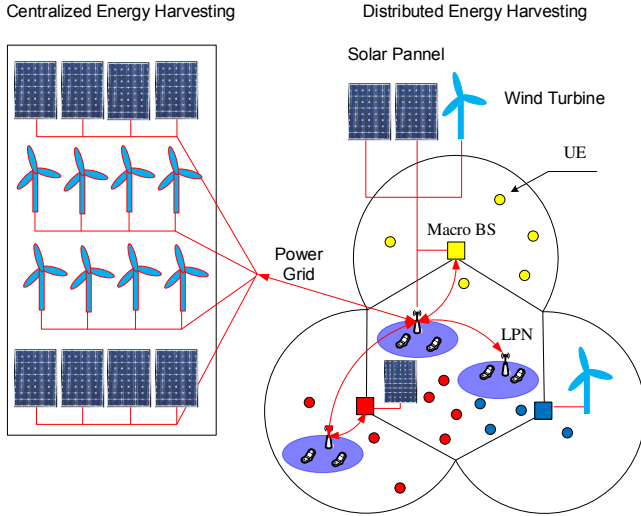 Centralized Energy Harvesting
Distributed Energy Harvesting
Solar Pannel
Wind Turbine
UE
Macro BS
Power
Grid
LPN